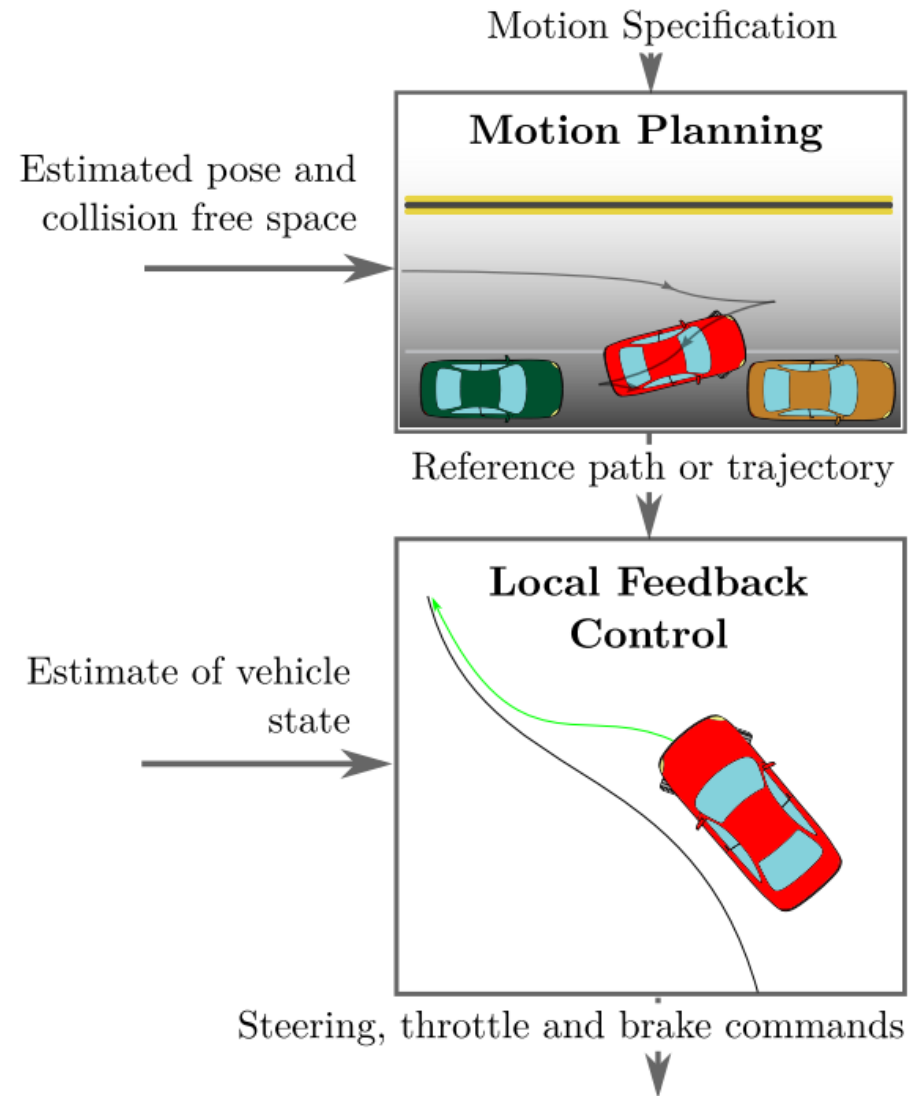 Motion Specification
Motion Planning
Estimated pose and
collision free space
Reference path or trajectory
Local Feedback
Control
Estimate of vehicle
state
Steering, throttle and brake commands